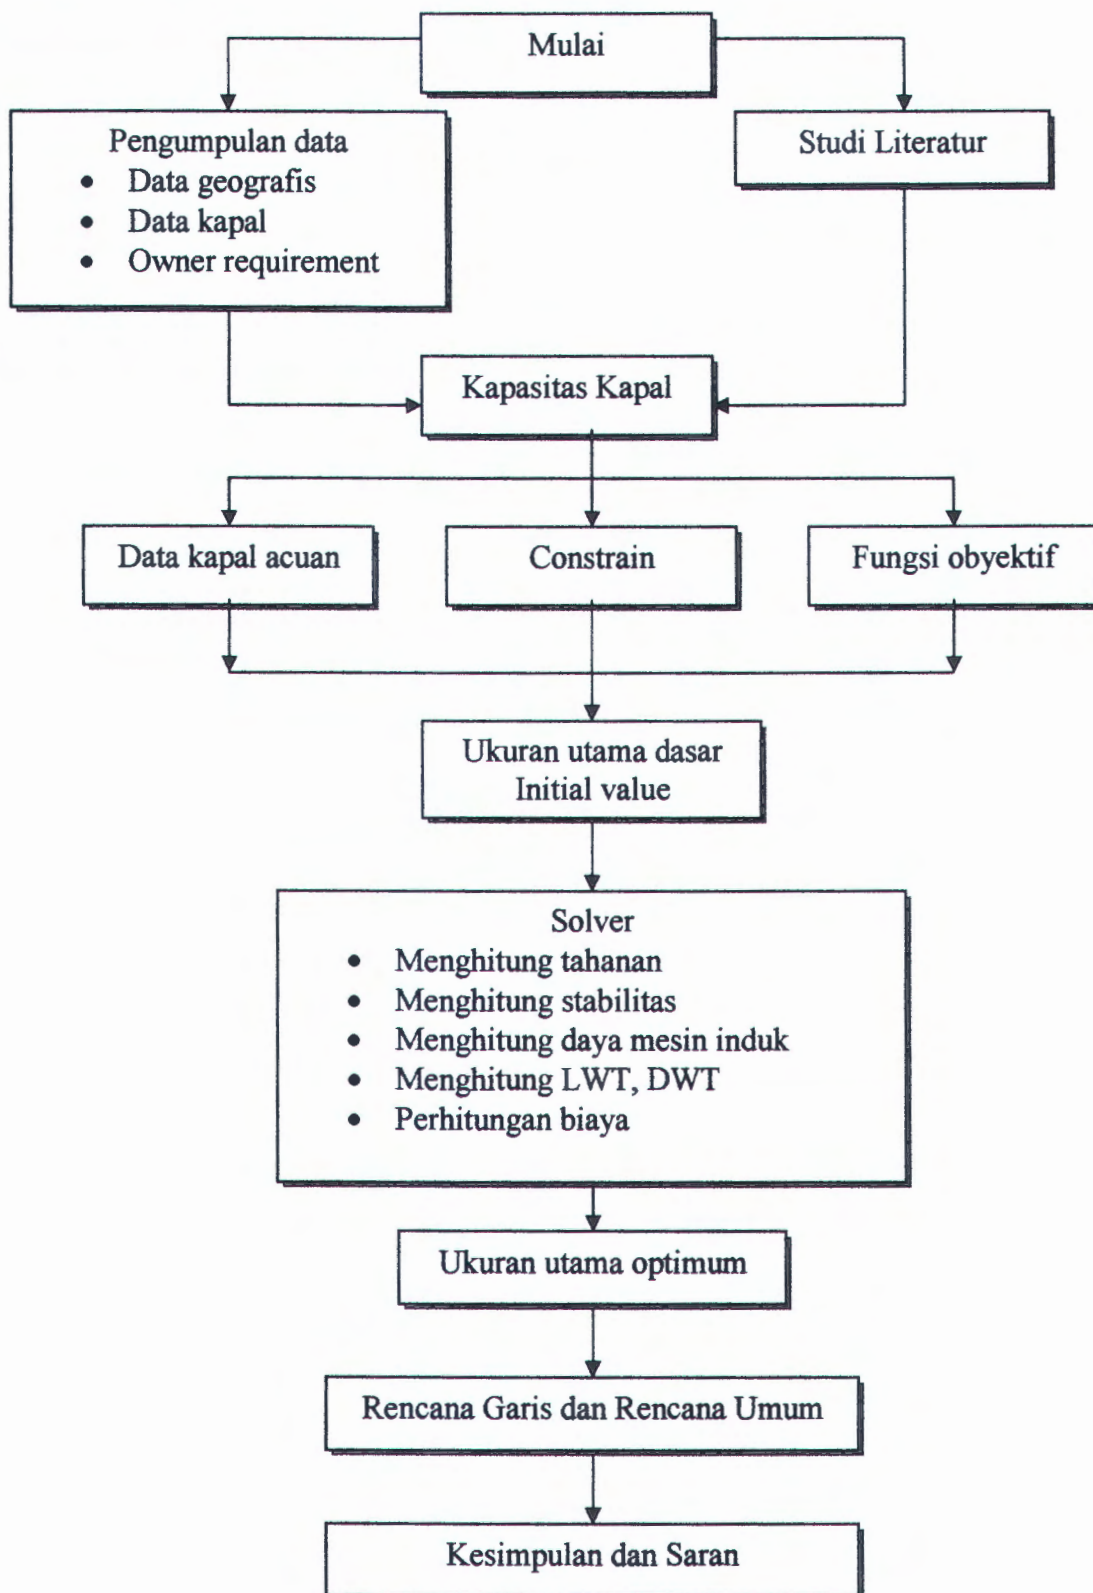 Mulai
Pengumpulan data
• Data geografis
• Data kapal
• Owner requirement
Studi Literatur
Kapasitas Kapal
Data kapal acuan
Constrain
Fungsi obyektif
Ukuran utama dasar
Initial value
Solver
• Menghitung tahanan
• Menghitung stabilitas
• Menghitung daya mesin induk
• Menghitung LWT, DWT
• Perhitungan biaya
Ukuran utama optimum
Rencana Garis dan Rencana Umum
Kesimpulan dan Saran